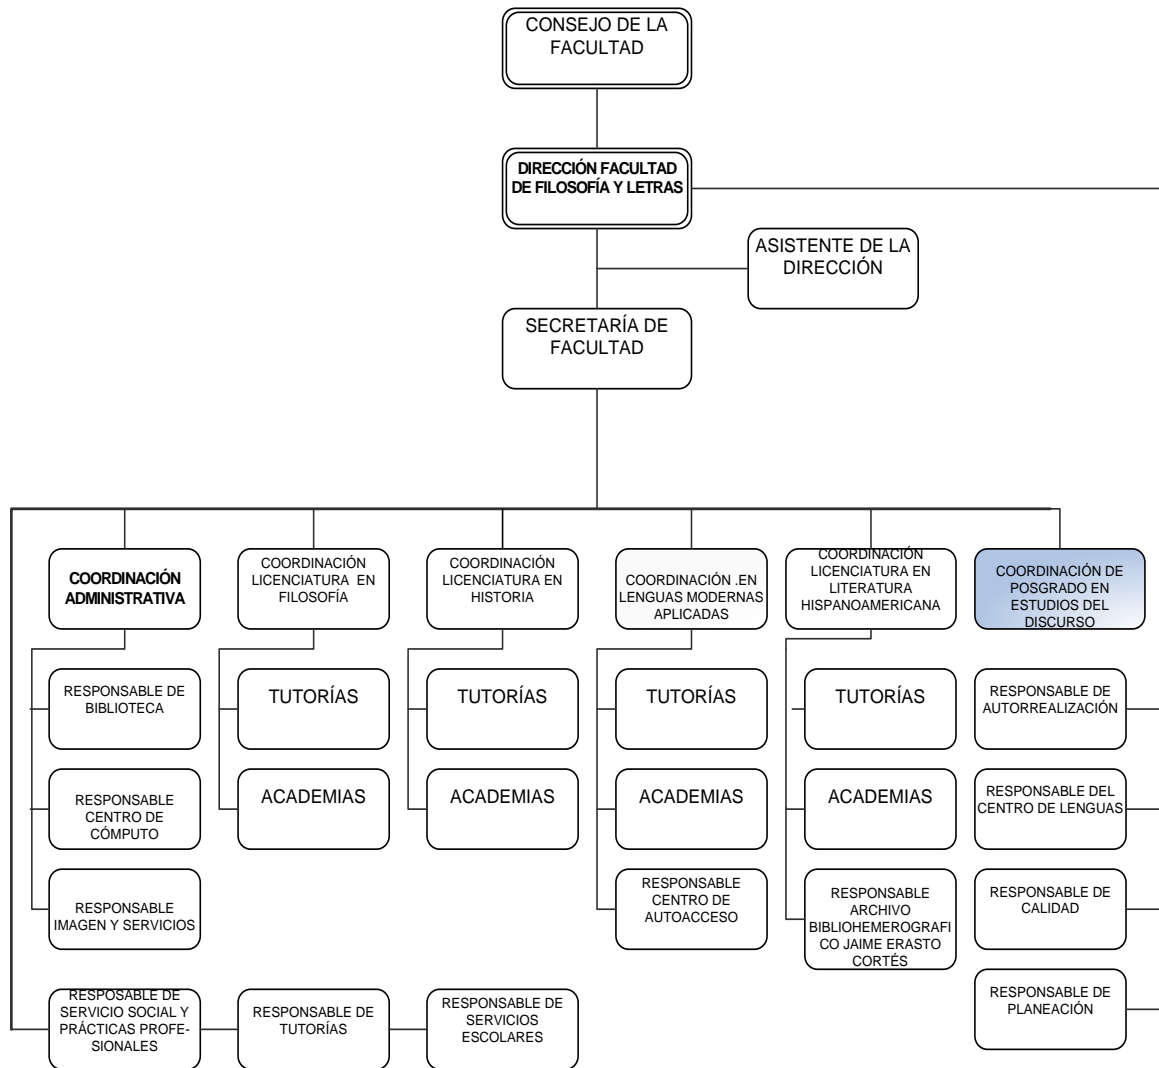 CONSEJO DE LA
FACULTAD
DIRECCIÓN FACULTAD
DE FILOSOFÍA Y LETRAS
ASISTENTE DE LA
DIRECCIÓN
SECRETARÍA DE
FACULTAD
COORDINACIÓN
ADMINISTRATIVA
COORDINACIÓN
LICENCIATURA EN
FILOSOFÍA
COORDINACIÓN
LICENCIATURA EN
HISTORIA
COORDINACIÓN .EN
LENGUAS MODERNAS
APLICADAS
COORDINACIÓN
LICENCIATURA EN
LITERATURA
HISPANOAMERICANA
COORDINACIÓN DE
POSGRADO EN
ESTUDIOS DEL
DISCURSO
RESPONSABLE DE
BIBLIOTECA
TUTORÍAS
TUTORÍAS
TUTORÍAS
TUTORÍAS
RESPONSABLE DE
AUTORREALIZACIÓN
RESPONSABLE
CENTRO DE
CÓMPUTO
ACADEMIAS
ACADEMIAS
ACADEMIAS
ACADEMIAS
RESPONSABLE DEL
CENTRO DE LENGUAS
RESPONSABLE
IMAGEN Y SERVICIOS
RESPONSABLE
CENTRO DE
AUTOACCESO
RESPONSABLE
ARCHIVO
BIBLIOHEMEROGRAFI
CO JAIME ERASTO
CORTÉS
RESPONSABLE DE
CALIDAD
RESPOSABLE DE
SERVICIO SOCIAL Y
PRÁCTICAS PROFE-
SIONALES
RESPONSABLE DE
TUTORÍAS
RESPONSABLE DE
SERVICIOS
ESCOLARES
RESPONSABLE DE
PLANEACIÓN